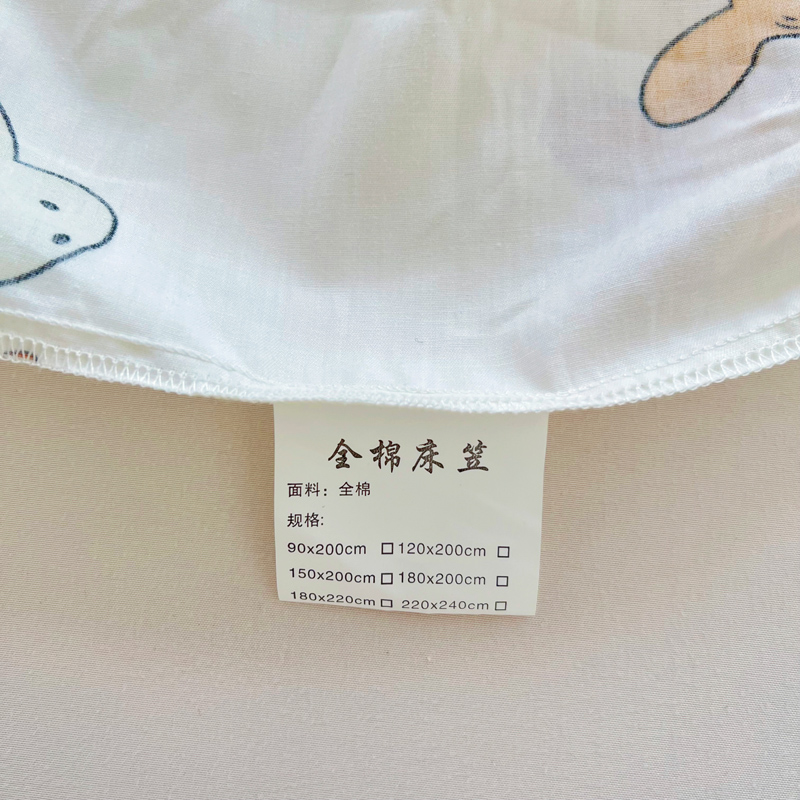 全棉床笠
面料：全棉
规格:
90x200cm □ 120x200cm □
150x200cm □ 180x200cm □
180x220cm □ 220x240cm □